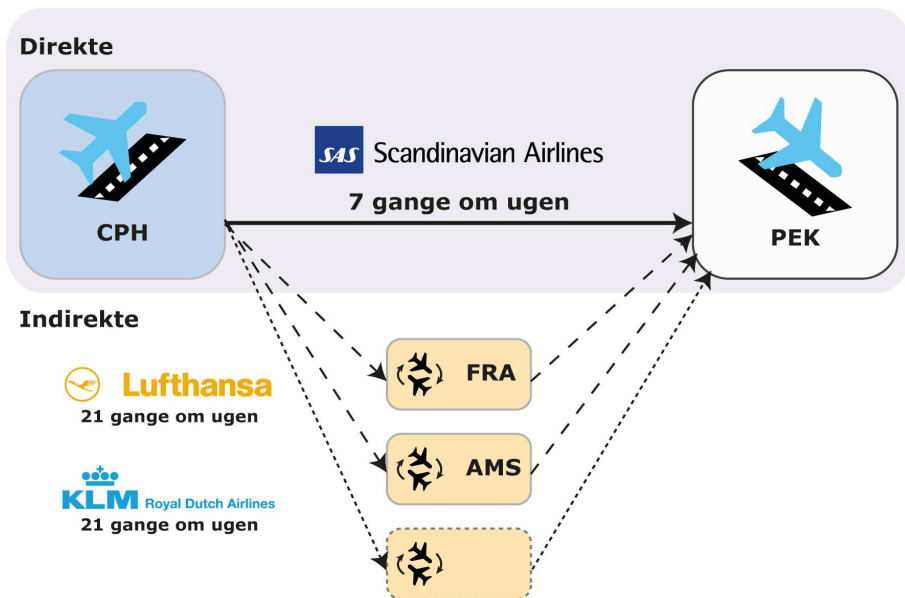 Direkte
SAS Scandinavian Airlines
7 gange om ugen
CPH
PEK
Indirekte
Lufthansa
21 gange om ugen
KLM Royal Dutch Airlines
21 gange om ugen
FRA
AMS